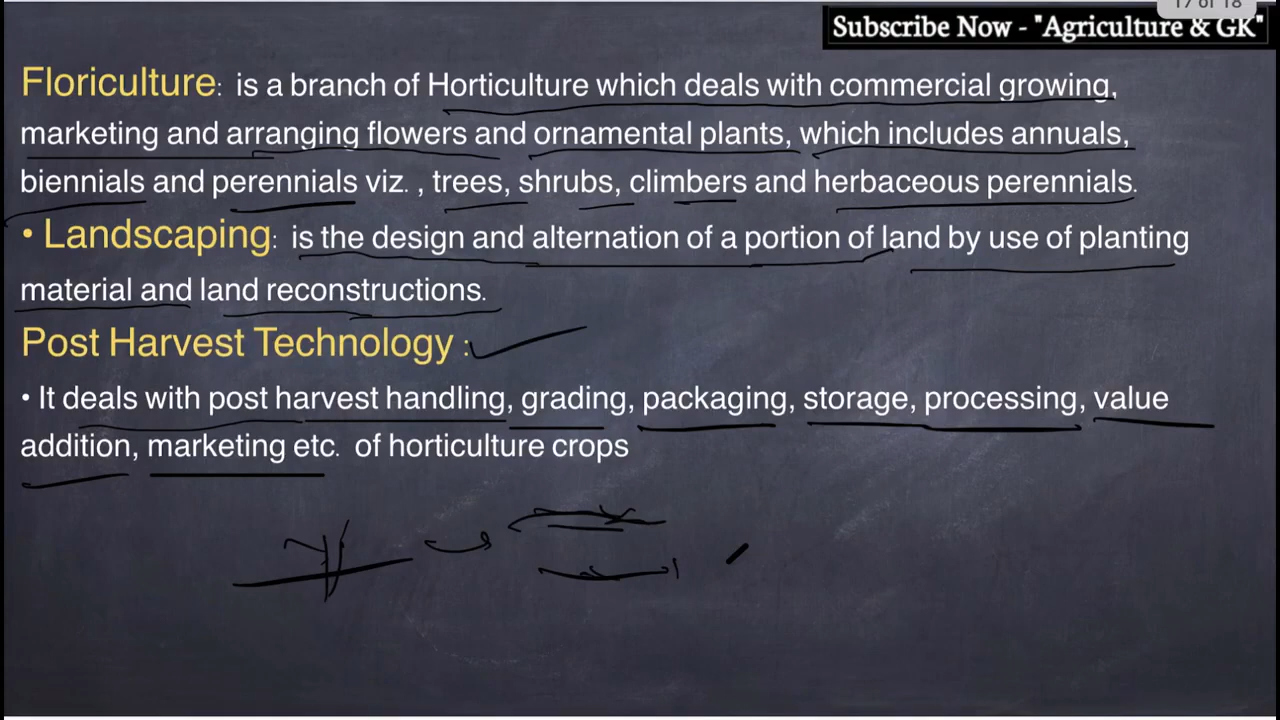 17 of 18
Subscribe Now - "Agriculture & GK"
Floriculture: is a branch of Horticulture which deals with commercial growing,
marketing and arranging flowers and ornamental plants, which includes annuals,
biennials and perennials viz. , trees, shrubs, climbers and herbaceous perennials.
• Landscaping: is the design and alternation of a portion of land by use of planting
material and land reconstructions.
Post Harvest Technology :
• It deals with post harvest handling, grading, packaging, storage, processing, value
addition, marketing etc. of horticulture crops